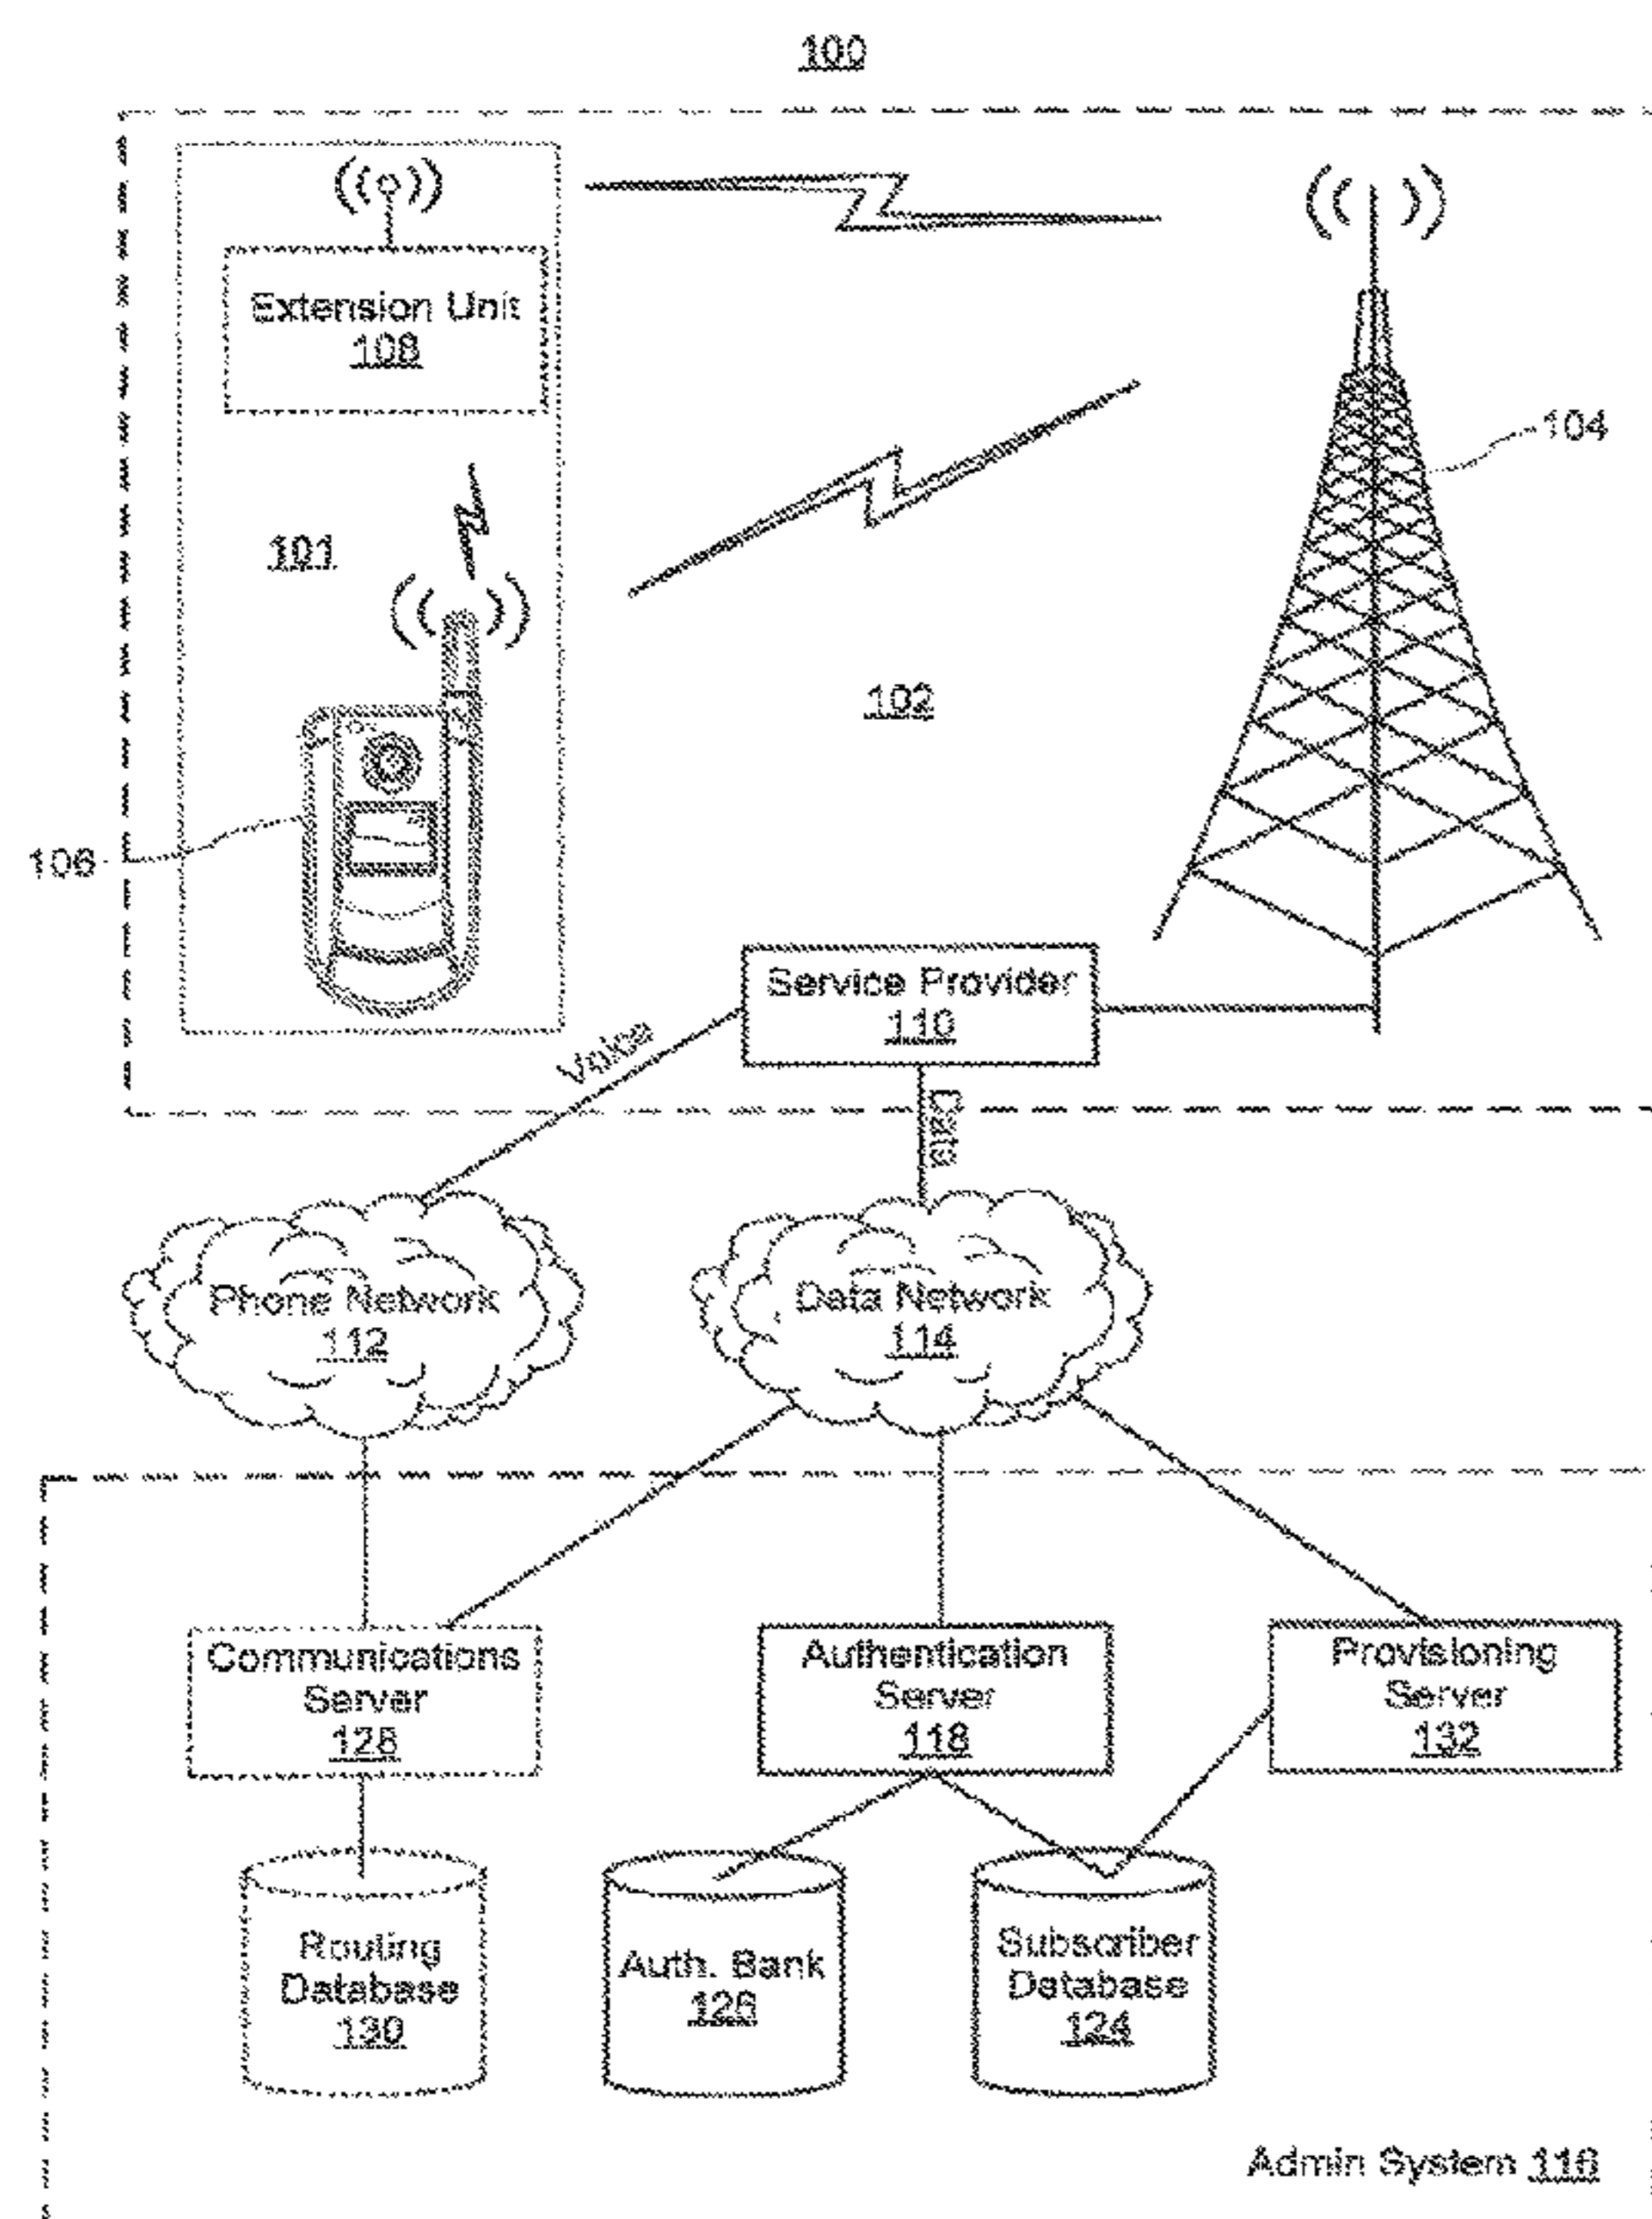 100
Extension Unit
108
104
101
102
106
Service Provider
110
Voice
Data
Phone Network
112
Data Network
114
Communications
Server
128
Authentication
Server
118
Provisioning
Server
132
Routing
Database
130
Auth. Bank
126
Subscriber
Database
124
Admin System 116